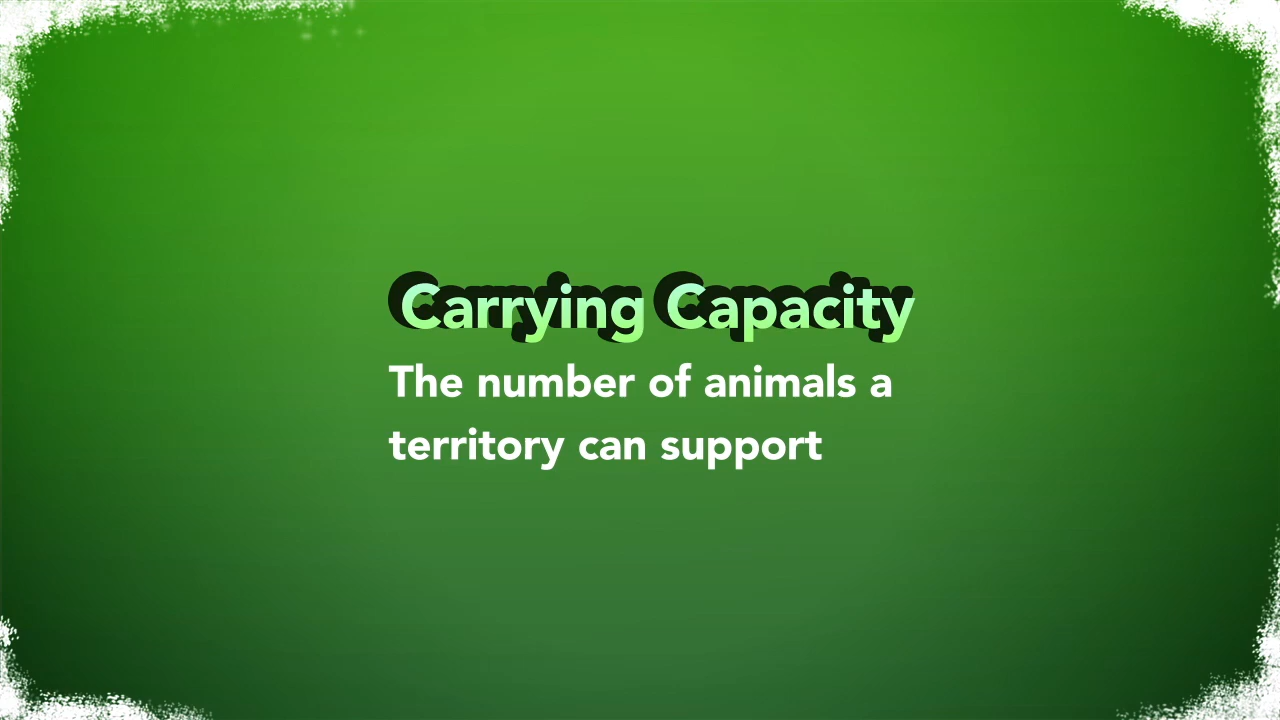 Carrying Capacity
The number of animals a
territory can support